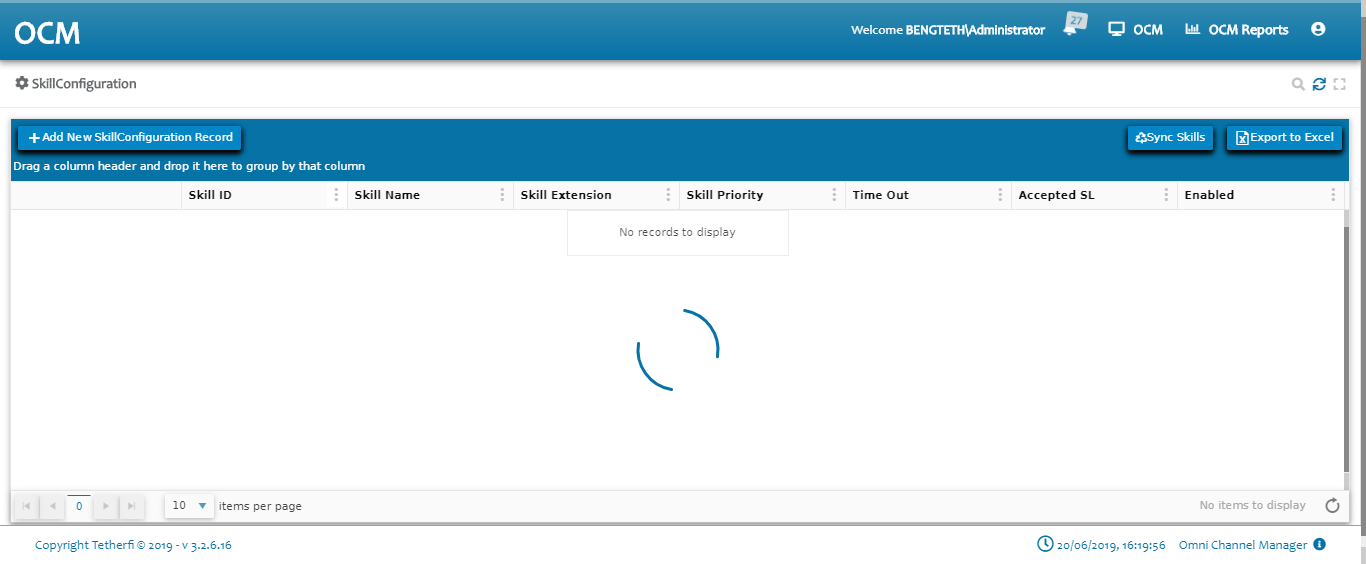 OCM
Welcome BENGTETH\Administrator
27
OCM
OCM Reports
SkillConfiguration
Add New SkillConfiguration Record
Sync Skills
Export to Excel
Drag a column header and drop it here to group by that column
Skill ID
Skill Name
Skill Extension
Skill Priority
Time Out
Accepted SL
Enabled
No records to display
0
10
items per page
No items to display
Copyright Tetherfi © 2019 - v 3.2.6.16
20/06/2019, 16:19:56
Omni Channel Manager